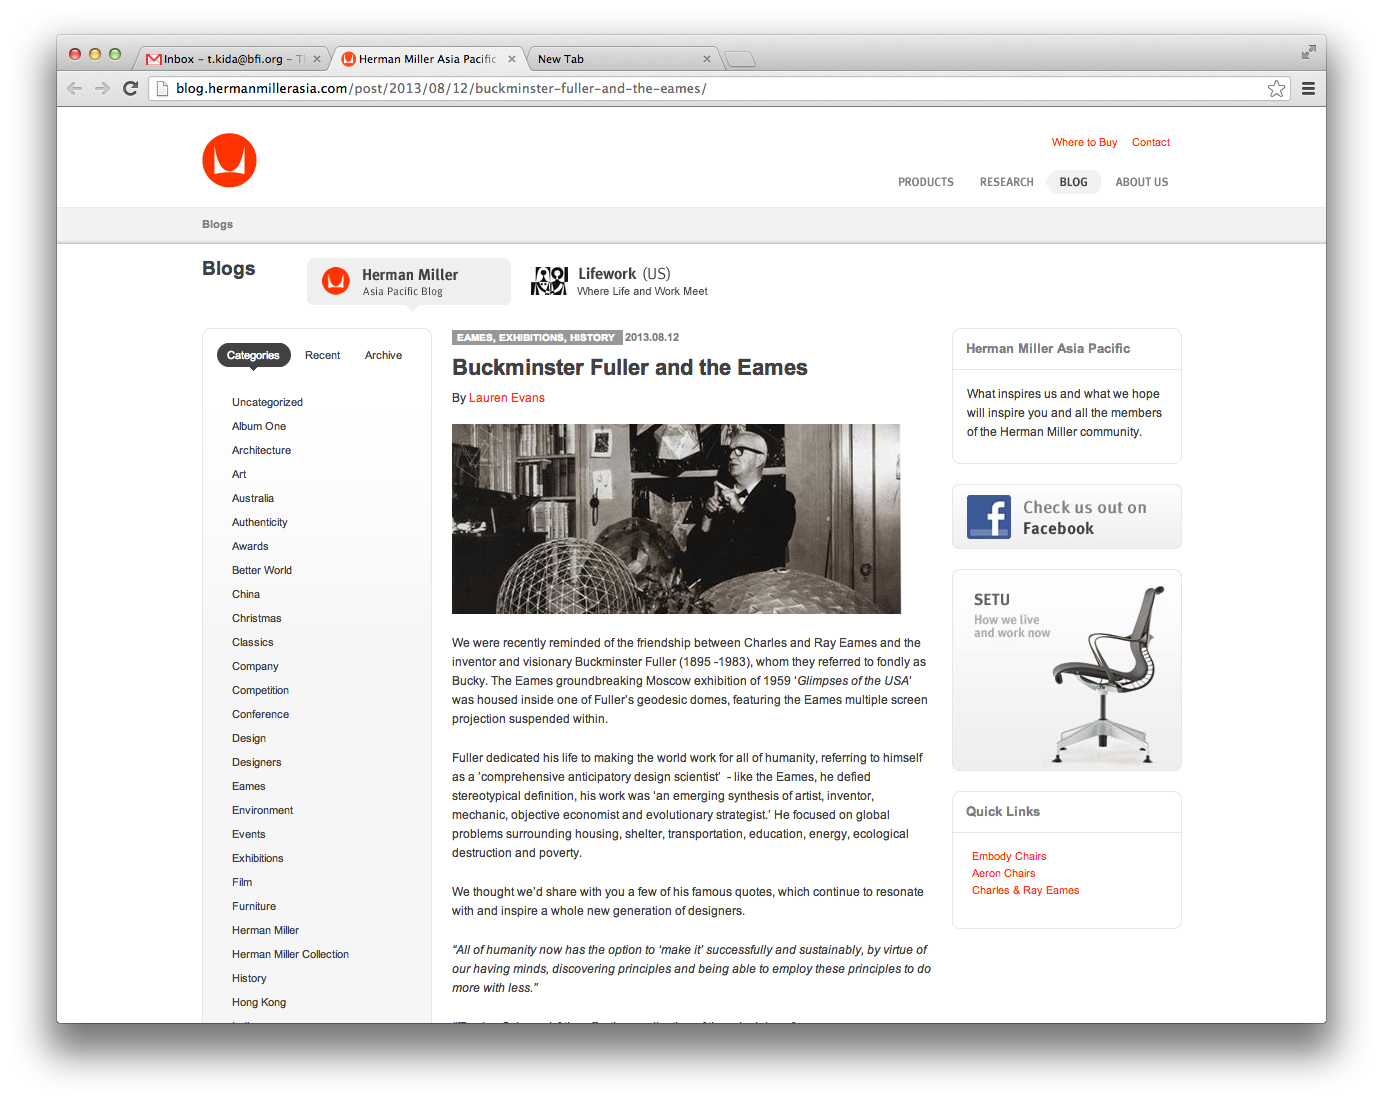 Inbox – t.kida@bfi.org – T
Herman Miller Asia Pacific
New Tab
blog.hermanmillerasia.com/post/2013/08/12/buckminster-fuller-and-the-eames/
Where to Buy Contact
PRODUCTS RESEARCH BLOG ABOUT US
Blogs
Blogs
Herman Miller
Asia Pacific Blog
Lifework (US)
Where Life and Work Meet
Categories Recent Archive
Uncategorized
Album One
Architecture
Art
Australia
Authenticity
Awards
Better World
China
Christmas
Classics
Company
Competition
Conference
Design
Designers
Eames
Environment
Events
Exhibitions
Film
Furniture
Herman Miller
Herman Miller Collection
History
Hong Kong
EAMES, EXHIBITIONS, HISTORY 2013.08.12
Buckminster Fuller and the Eames
By Lauren Evans
We were recently reminded of the friendship between Charles and Ray Eames and the
inventor and visionary Buckminster Fuller (1895 -1983), whom they referred to fondly as
Bucky. The Eames groundbreaking Moscow exhibition of 1959 'Glimpses of the USA'
was housed inside one of Fuller's geodesic domes, featuring the Eames multiple screen
projection suspended within.
Fuller dedicated his life to making the world work for all of humanity, referring to himself
as a 'comprehensive anticipatory design scientist' - like the Eames, he defied
stereotypical definition, his work was 'an emerging synthesis of artist, inventor,
mechanic, objective economist and evolutionary strategist.' He focused on global
problems surrounding housing, shelter, transportation, education, energy, ecological
destruction and poverty.
We thought we'd share with you a few of his famous quotes, which continue to resonate
with and inspire a whole new generation of designers.
“All of humanity now has the option to ‘make it’ successfully and sustainably, by virtue of
our having minds, discovering principles and being able to employ these principles to do
more with less.”
Herman Miller Asia Pacific
What inspires us and what we hope
will inspire you and all the members
of the Herman Miller community.
Check us out on
Facebook
SETU
How we live
and work now
Quick Links
Embody Chairs
Aeron Chairs
Charles & Ray Eames